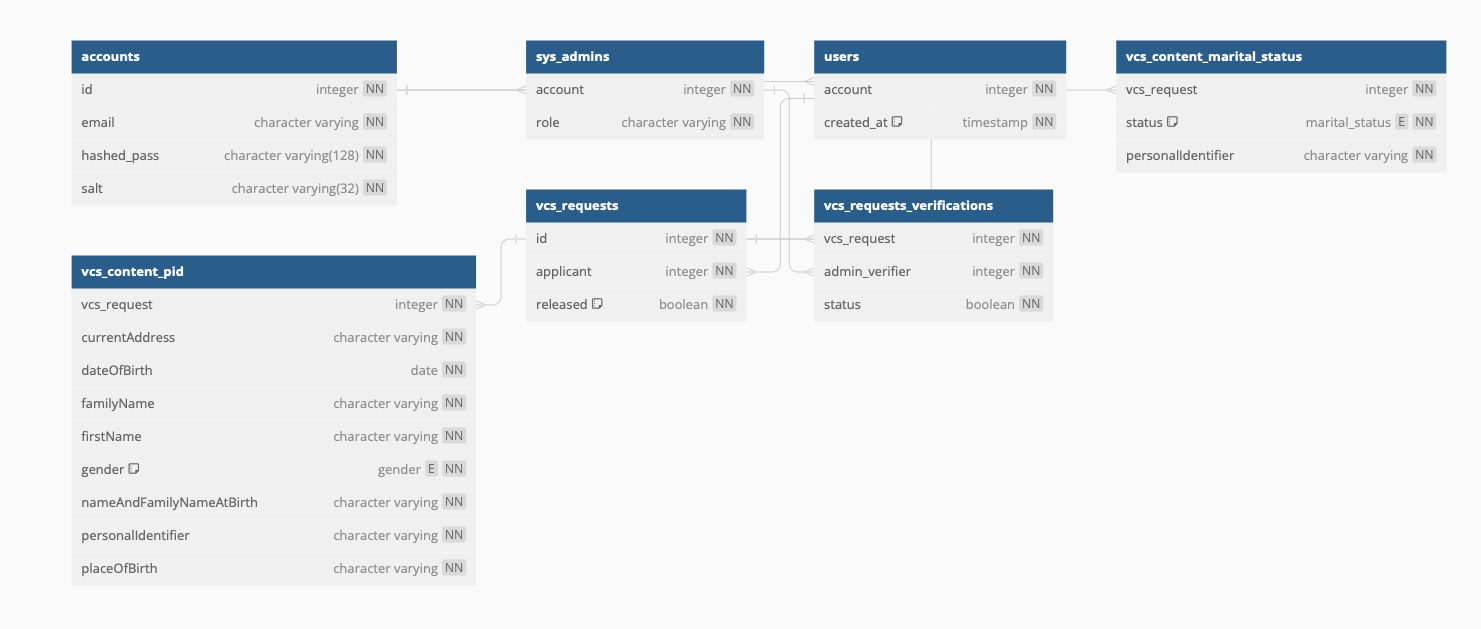 accounts
id integer NN
email character varying NN
hashed_pass character varying(128) NN
salt character varying(32) NN
sys_admins
account integer NN
role character varying NN
users
account integer NN
created_at timestamp NN
vcs_content_marital_status
vcs_request integer NN
status marital_status E NN
personalIdentifier character varying NN
vcs_requests
id integer NN
applicant integer NN
released boolean NN
vcs_requests_verifications
vcs_request integer NN
admin_verifier integer NN
status boolean NN
vcs_content_pid
vcs_request integer NN
currentAddress character varying NN
dateOfBirth date NN
familyName character varying NN
firstName character varying NN
gender gender E NN
nameAndFamilyNameAtBirth character varying NN
personalIdentifier character varying NN
placeOfBirth character varying NN